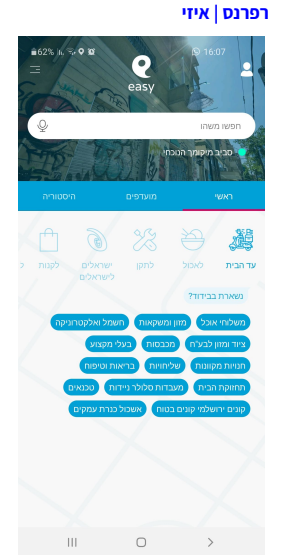 רפרנס | איזי
62% 16:07
easy
חפשו משהו
סביב מיקומך הנוכחי
ראשי מועדפים היסטוריה
עד הבית לאכול לתקן ישראלים לקנות
לישראלים
נשארת בבידוד?
משלוחי אוכל מזון ומשקאות חשמל ואלקטרוניקה
ציוד ומזון לבע"ח מכבסות בעלי מקצוע
חנויות מקוונות שליחויות בריאות וטיפוח
תחזוקת הבית מעבדות סלולר ניידות טכנאים
קונים ירושלמי קונים בטוח אשכול כנרת עמקים